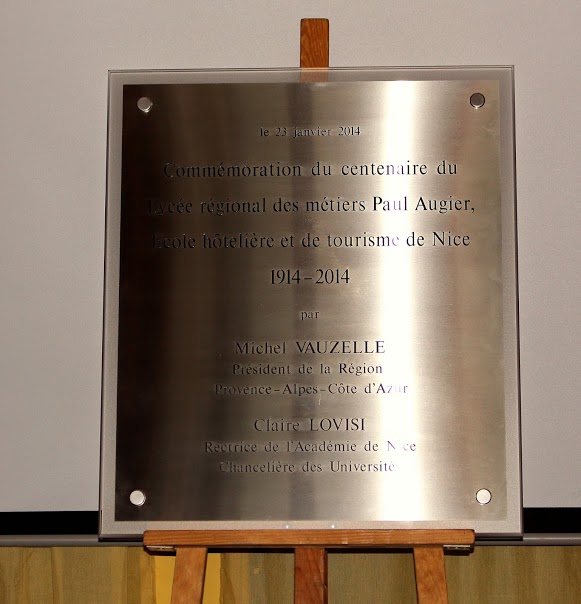 le 23 janvier 2014
Commémoration du centenaire du
Lycée régional des métiers Paul Augier,
Ecole hôtelière et de tourisme de Nice
1914-2014
par
Michel VAUZELLE
Président de la Région
Provence-Alpes-Côte d'Azur
Claire LOVISI
Rectrice de l'Académie de Nice
Chancelière des Université